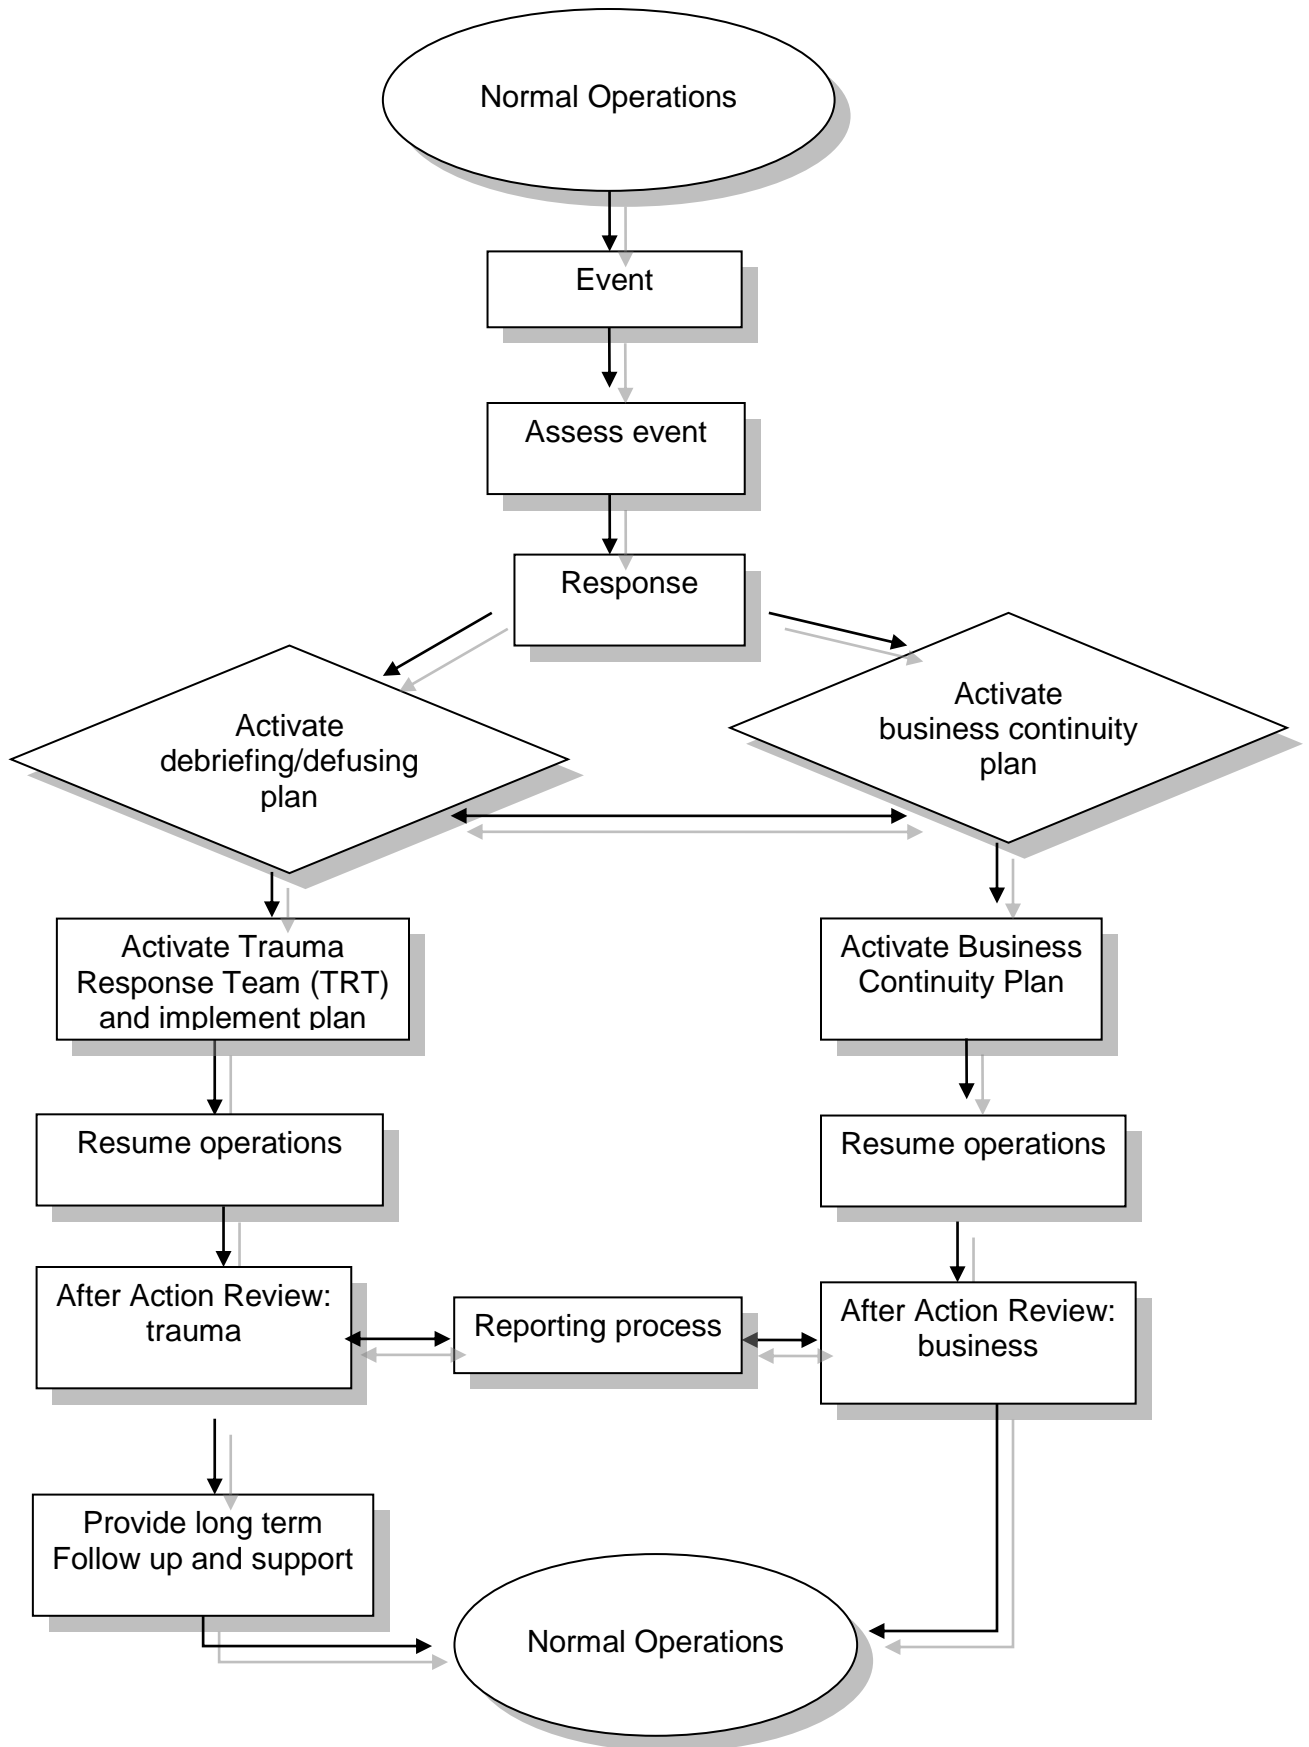 Normal Operations
Event
Assess event
Response
Activate
debriefing/defusing
plan
Activate
business continuity
plan
Activate Trauma
Response Team (TRT)
and implement plan
Activate Business
Continuity Plan
Resume operations
Resume operations
After Action Review:
trauma
Reporting process
After Action Review:
business
Provide long term
Follow up and support
Normal Operations